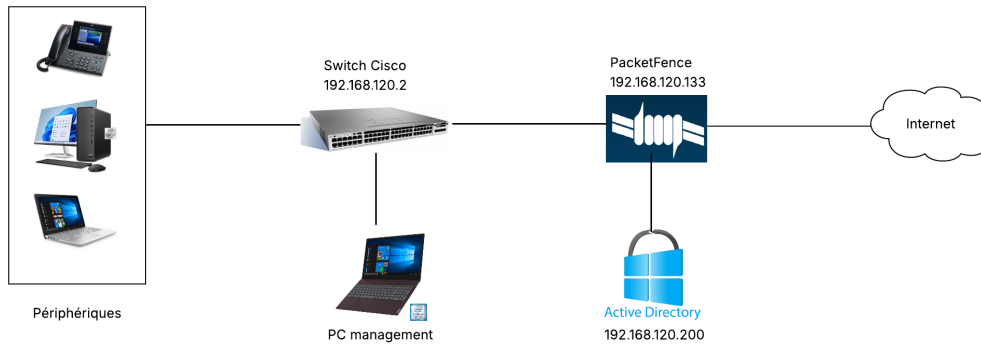 Switch Cisco
192.168.120.2
PacketFence
192.168.120.133
Internet
Périphériques
PC management
Active Directory
192.168.120.200